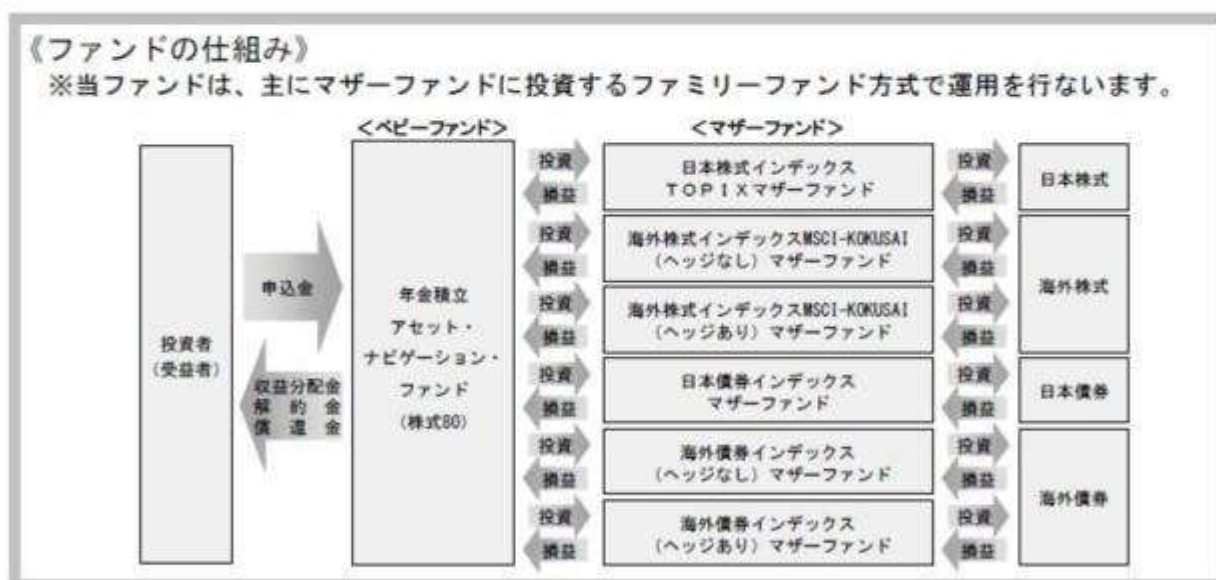 《ファンドの仕組み》
※当ファンドは、主にマザーファンドに投資するファミリーファンド方式で運用を行ないます。
<ベビーファンド>
<マザーファンド>
投資者
(受益者)
申込金
収益分配金
解約金
償還金
年金積立
アセット・
ナビゲーション・
ファンド
(株式80)
投資
損益
日本株式インデックス
TOPIXマザーファンド
投資
損益
日本株式
投資
損益
海外株式インデックスMSCI-KOKUSAI
(ヘッジなし)マザーファンド
投資
損益
投資
損益
海外株式インデックスMSCI-KOKUSAI
(ヘッジあり)マザーファンド
投資
損益
海外株式
投資
損益
日本債券インデックス
マザーファンド
投資
損益
日本債券
投資
損益
海外債券インデックス
(ヘッジなし)マザーファンド
投資
損益
投資
損益
海外債券インデックス
(ヘッジあり)マザーファンド
投資
損益
海外債券